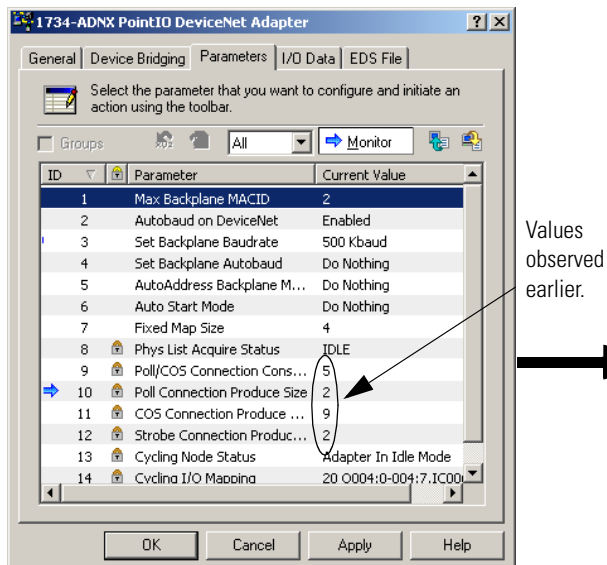 1734-ADNX PointIO DeviceNet Adapter
General Device Bridging Parameters I/O Data EDS File
Select the parameter that you want to configure and initiate an
action using the toolbar.
Groups All Monitor
ID Parameter Current Value
1 Max Backplane MACID 2
2 Autobaud on DeviceNet Enabled
3 Set Backplane Baudrate 500 Kbaud
4 Set Backplane Autobaud Do Nothing
5 AutoAddress Backplane M... Do Nothing
6 Auto Start Mode Do Nothing
7 Fixed Map Size 4
8 Phys List Acquire Status IDLE
9 Poll/COS Connection Cons... 5
10 Poll Connection Produce Size 2
11 COS Connection Produce ... 9
12 Strobe Connection Produc... 2
13 Cycling Node Status Adapter In Idle Mode
14 Cycling I/O Mapping 20 O004:0-004:7.IC00
OK Cancel Apply Help
Values
observed
earlier.